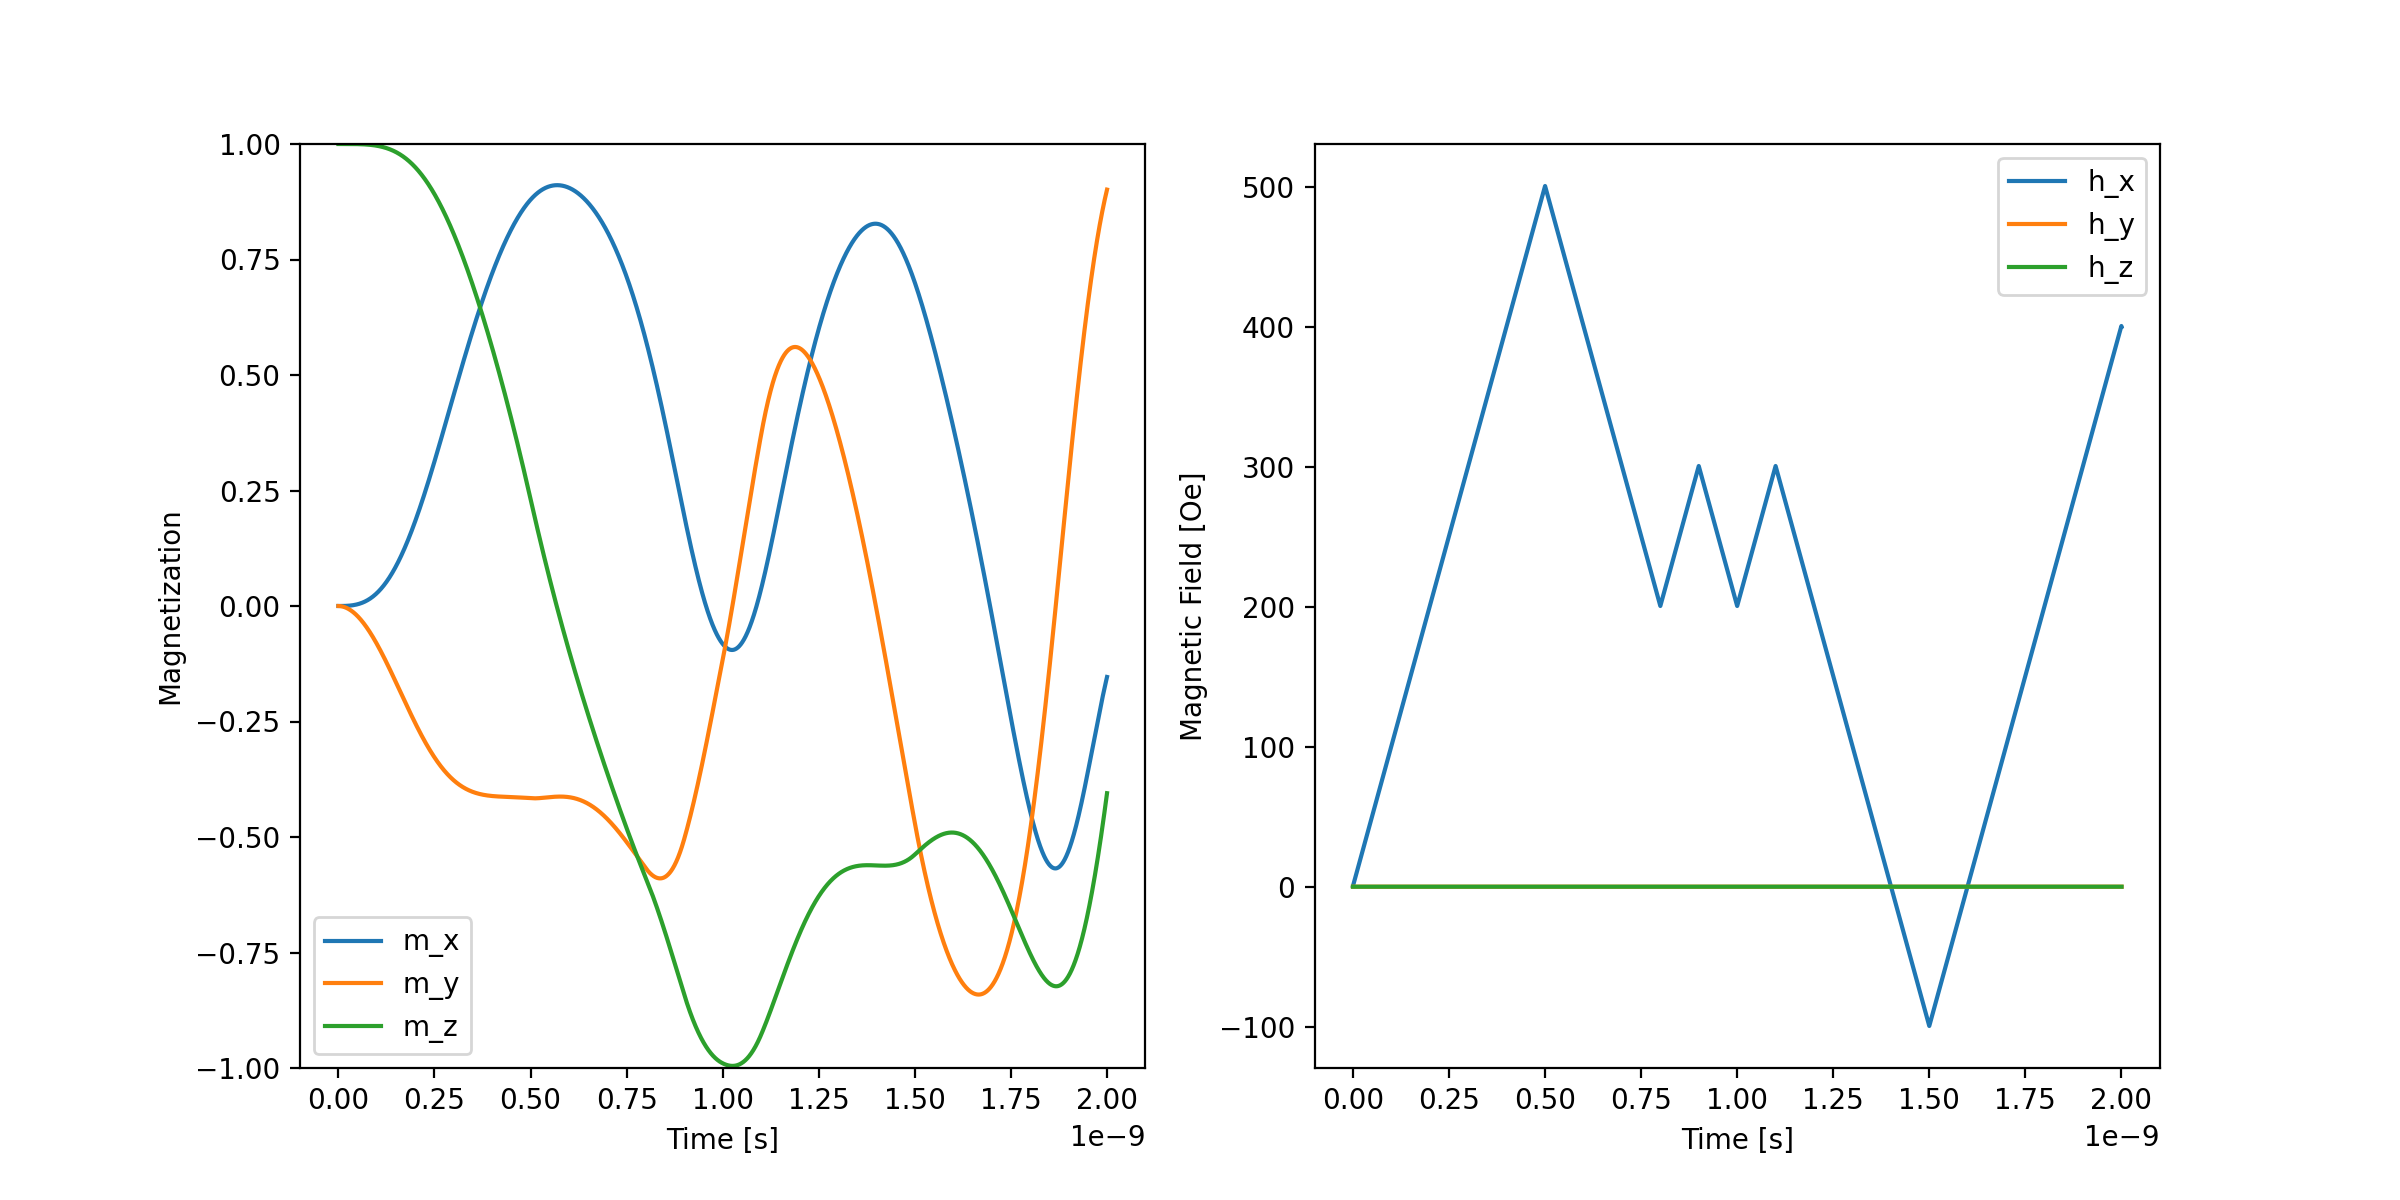 Magnetization
1.00
0.75
0.50
0.25
0.00
−0.25
−0.50
−0.75
−1.00
m_x
m_y
m_z
0.00 0.25 0.50 0.75 1.00 1.25 1.50 1.75 2.00
Time [s]
1e−9
Magnetic Field [Oe]
500
400
300
200
100
0
−100
h_x
h_y
h_z
0.00 0.25 0.50 0.75 1.00 1.25 1.50 1.75 2.00
Time [s]
1e−9